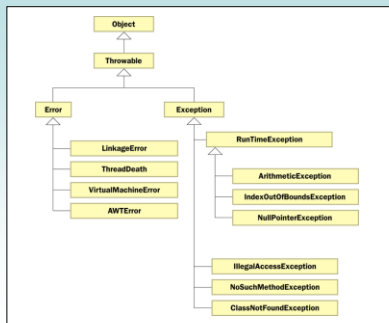 Object
Throwable
Error
Exception
LinkageError
ThreadDeath
VirtualMachineError
AWTError
RunTimeException
ArithmeticException
IndexOutOfBoundsException
NullPointerException
IllegalAccessException
NoSuchMethodException
ClassNotFoundException